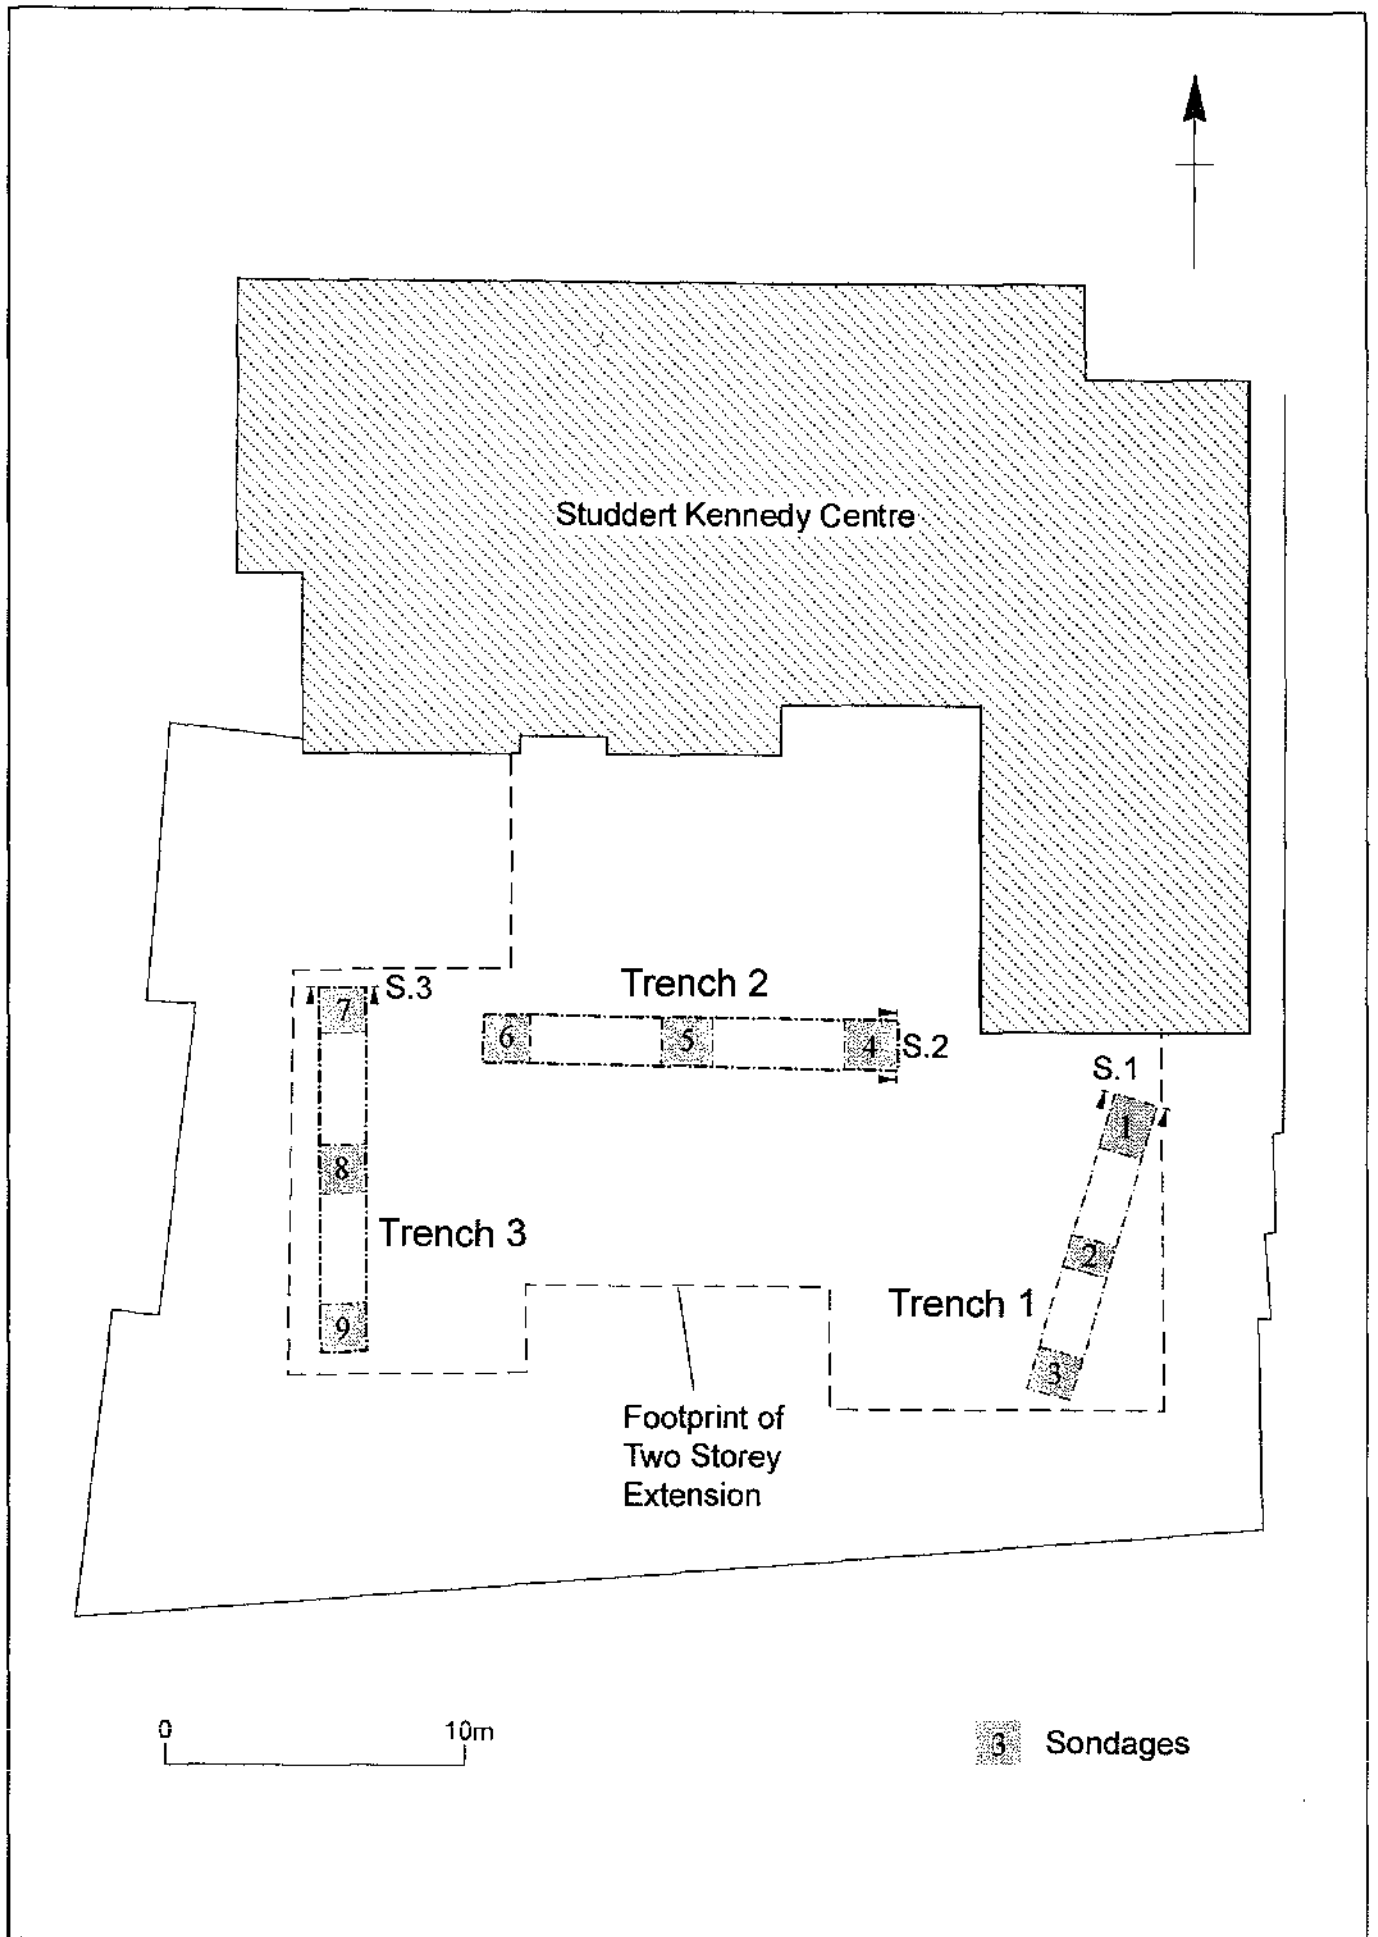 Studdert Kennedy Centre
Trench 2
S.3
7
6
5
4
S.2
S.1
1
8
Trench 3
2
Trench 1
9
3
Footprint of
Two Storey
Extension
0
10m
3
Sondages